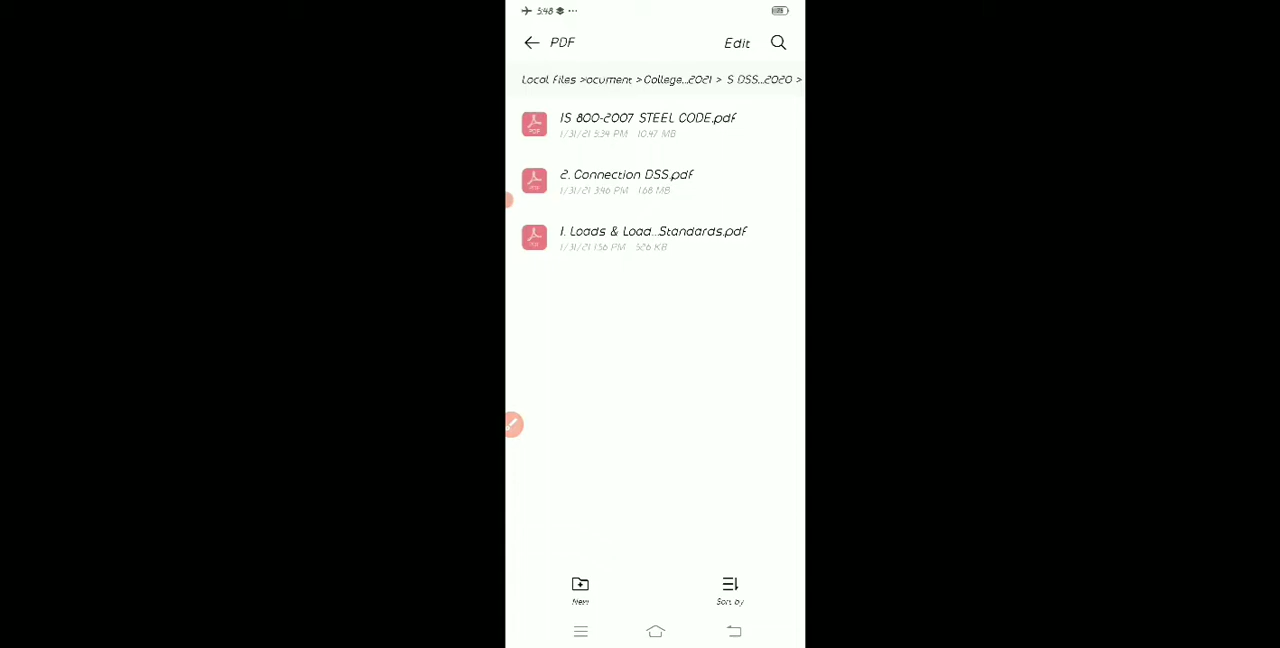 5:48 ...
PDF Edit
Local Files >ocument >College...2021 > S DSS...2020 >
IS 800-2007 STEEL CODE.pdf
1/31/21 5:34 PM 10.47 MB
2. Connection DSS.pdf
1/31/21 3:46 PM 1.68 MB
1. Loads & Load...Standards.pdf
1/31/21 1:56 PM 526 KB
New Sort by